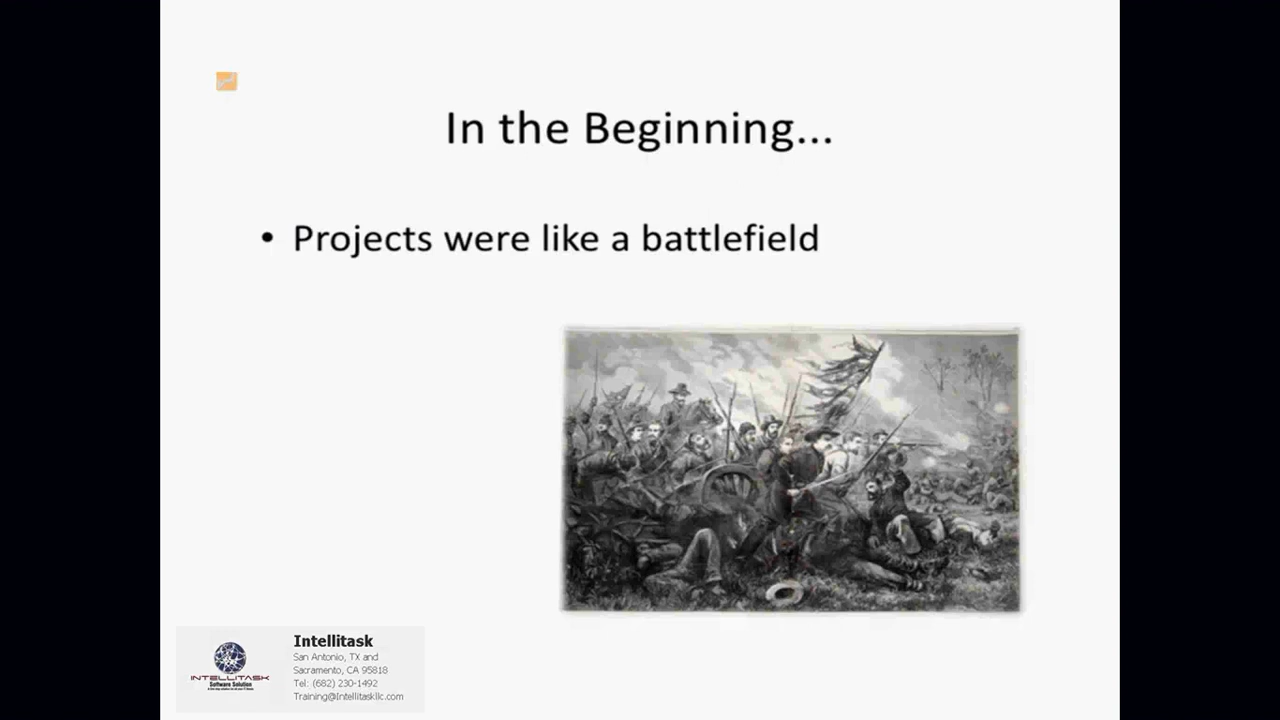 In the Beginning...
• Projects were like a battlefield
Intellitask
San Antonio, TX and
Sacramento, CA 95818
Tel: (682) 230-1492
Training@Intellitaskllc.com
INTELLITASK
Software Solution